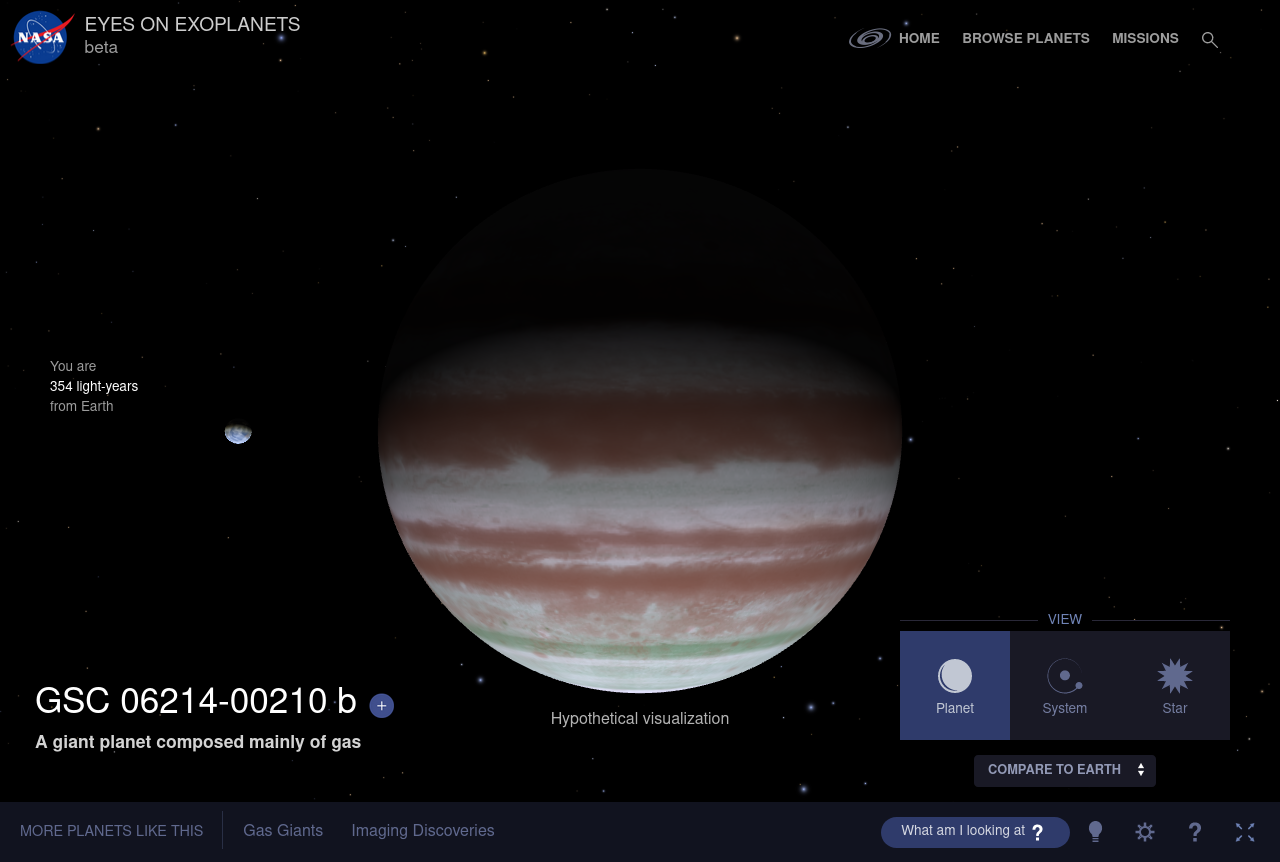 NASA
EYES ON EXOPLANETS
beta
HOME
BROWSE PLANETS
MISSIONS
You are
354 light-years
from Earth
GSC 06214-00210 b
+
A giant planet composed mainly of gas
Hypothetical visualization
VIEW
Planet
System
Star
COMPARE TO EARTH
MORE PLANETS LIKE THIS
Gas Giants
Imaging Discoveries
What am I looking at ?
?